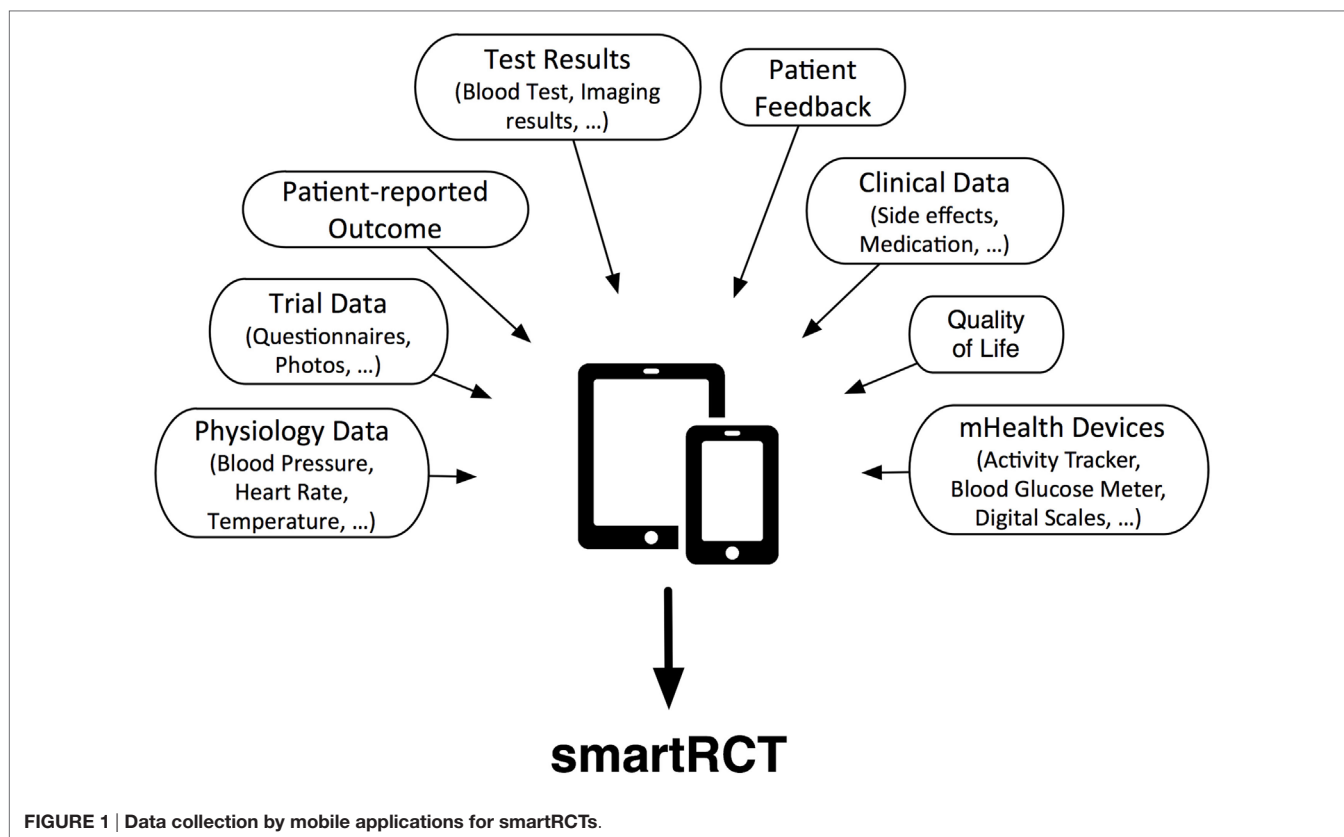 Test Results
(Blood Test, Imaging
results, ...)
Patient
Feedback
Patient-reported
Outcome
Clinical Data
(Side effects,
Medication, ...)
Trial Data
(Questionnaires,
Photos, ...)
Quality
of Life
Physiology Data
(Blood Pressure,
Heart Rate,
Temperature, ...)
mHealth Devices
(Activity Tracker,
Blood Glucose Meter,
Digital Scales, ...)
smartRCT
FIGURE 1 | Data collection by mobile applications for smartRCTs.